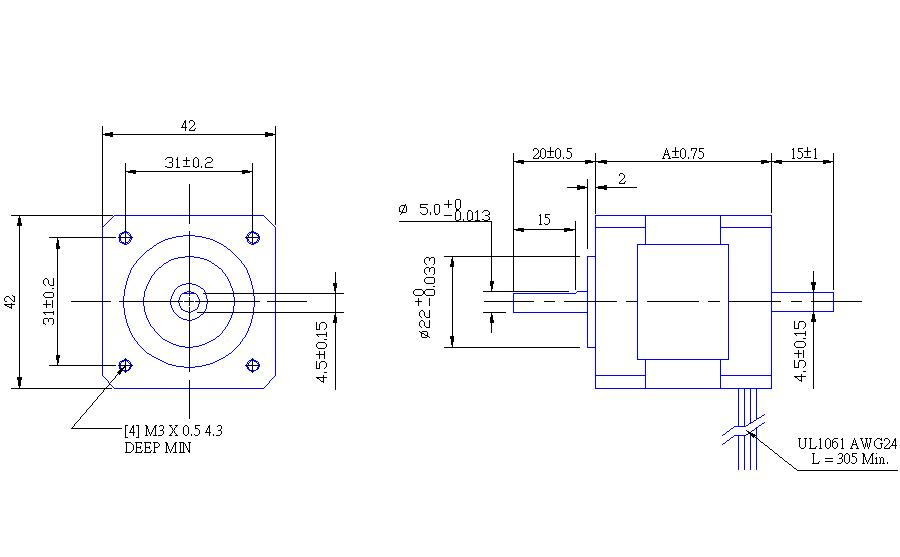 42
31±0.2
42
31±0.2
4.5±0.15
[4] M3 X 0.5 4.3
DEEP MIN
20±0.5
A±0.75
15±1
2
ø 5.0 +0
-0.013
15
ø22 +0
-0.033
4.5±0.15
UL1061 AWG24
L = 305 Min.